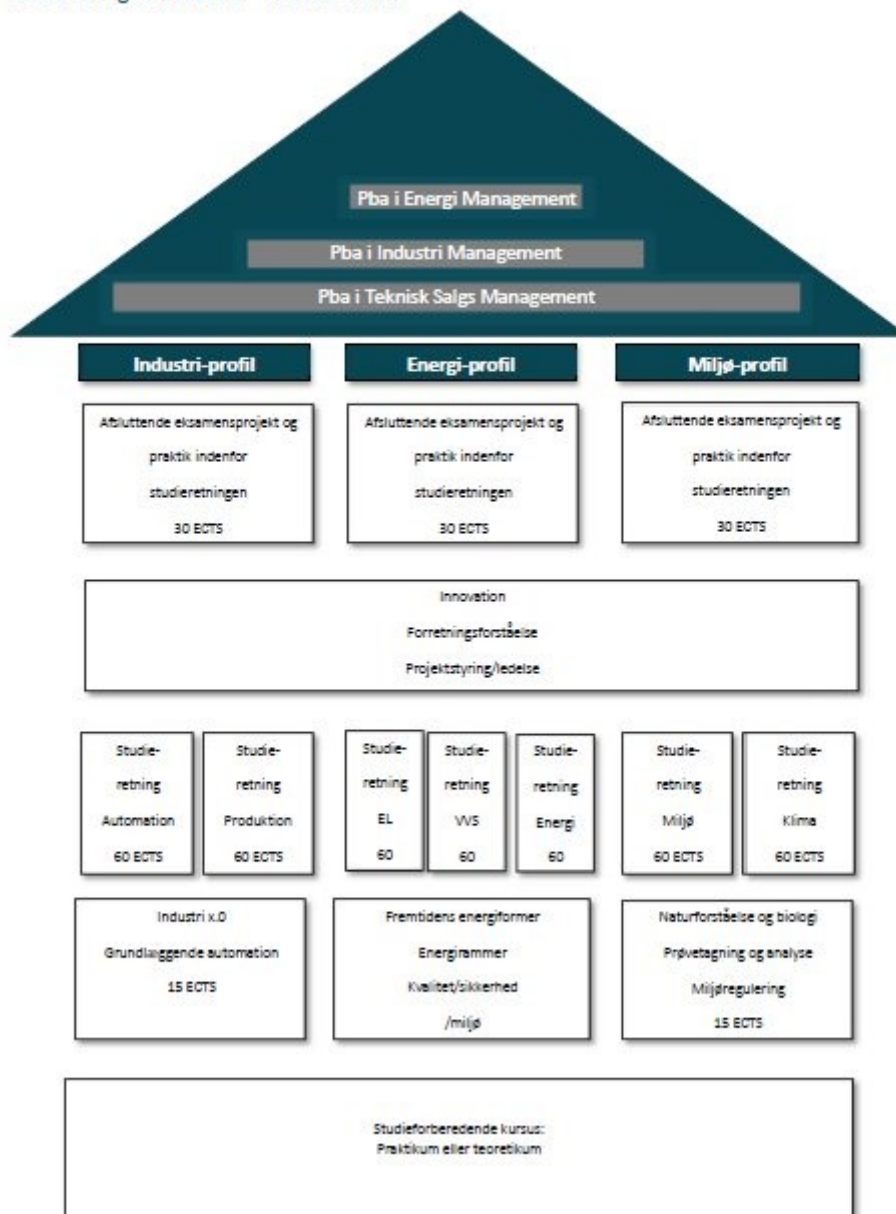 Pba i Energi Management
Pba i Industri Management
Pba i Teknisk Salgs Management
Industri-profil
Energi-profil
Miljø-profil
Afsluttende eksamensprojekt og
praktik indenfor
studieretningen
30 ECTS
Afsluttende eksamensprojekt og
praktik indenfor
studieretningen
30 ECTS
Afsluttende eksamensprojekt og
praktik indenfor
studieretningen
30 ECTS
Innovation
Forretningsforståelse
Projektstyring/ledelse
Studie-
retning
Automation
60 ECTS
Studie-
retning
Produktion
60 ECTS
Studie-
retning
EL
60
Studie-
retning
VVS
60
Studie-
retning
Energi
60
Studie-
retning
Miljø
60 ECTS
Studie-
retning
Klima
60 ECTS
Industri x.0
Grundlæggende automation
15 ECTS
Fremtidens energiformer
Energirammer
Kvalitet/sikkerhed
/miljø
Naturforståelse og biologi
Prøvetagning og analyse
Miljøregulering
15 ECTS
Studieforberedende kursus:
Praktikum eller teoretikum